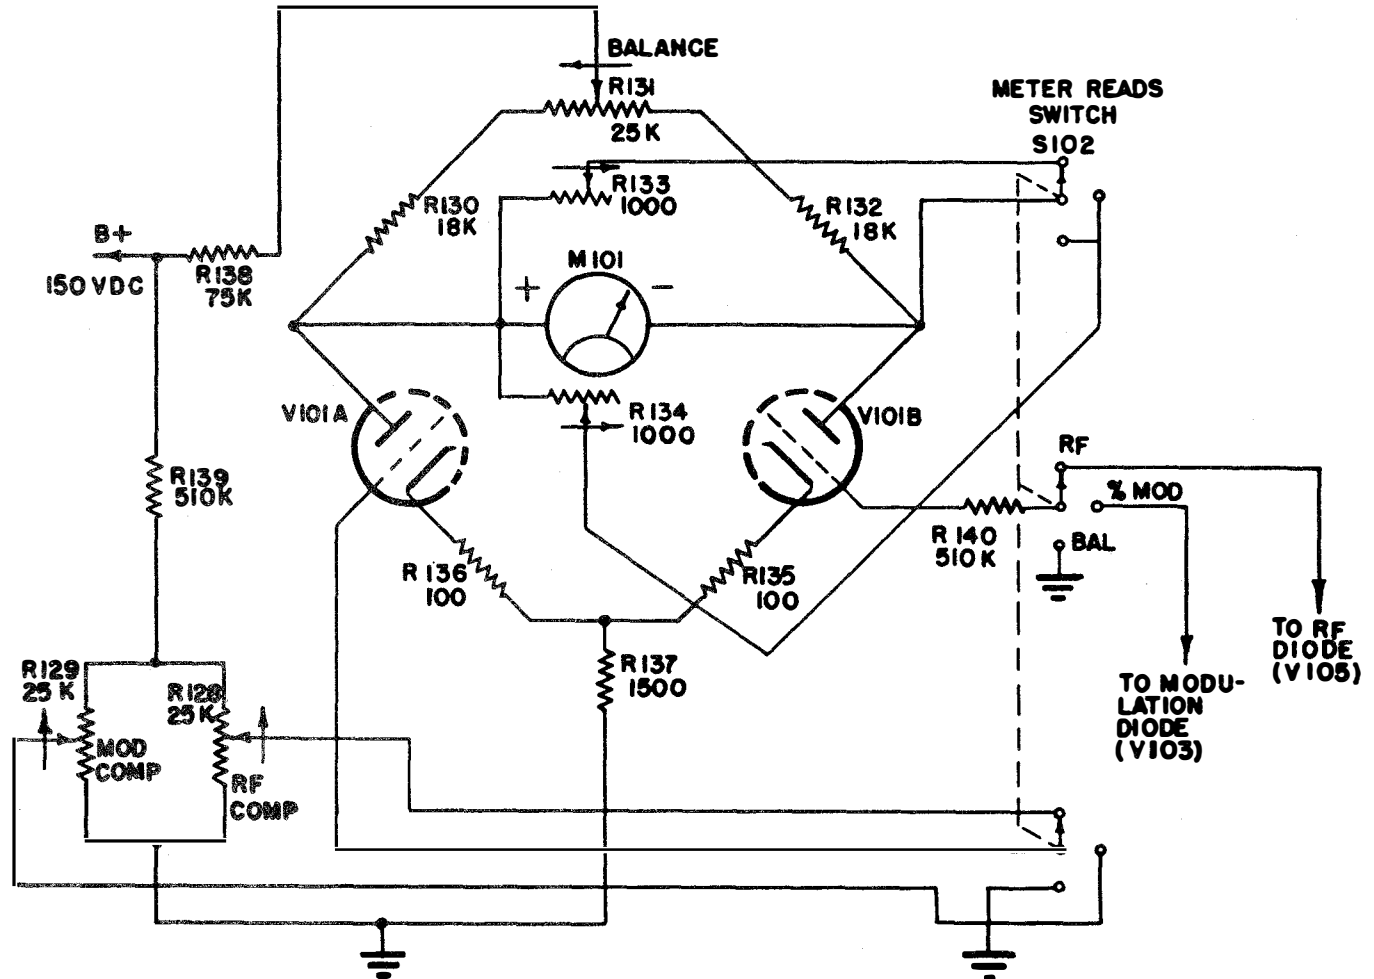 BALANCE
R131
25K
METER READS
SWITCH
S102
R133
1000
R130
18K
R132
18K
B+
150 VDC
R138
75K
M101
+
−
V101A
R134
1000
V101B
RF
% MOD
R139
510K
R140
510K
BAL
R136
100
R135
100
TO RF
DIODE
(V105)
R129
25K
R128
25K
R137
1500
TO MODU-
LATION
DIODE
(V103)
MOD
COMP
RF
COMP